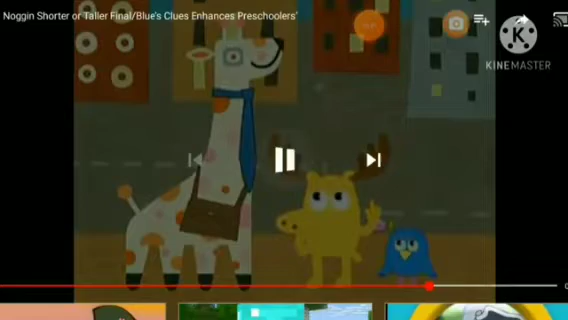 Noggin Shorter or Taller Final/Blue's Clues Enhances Preschoolers'
K
KINEMASTER